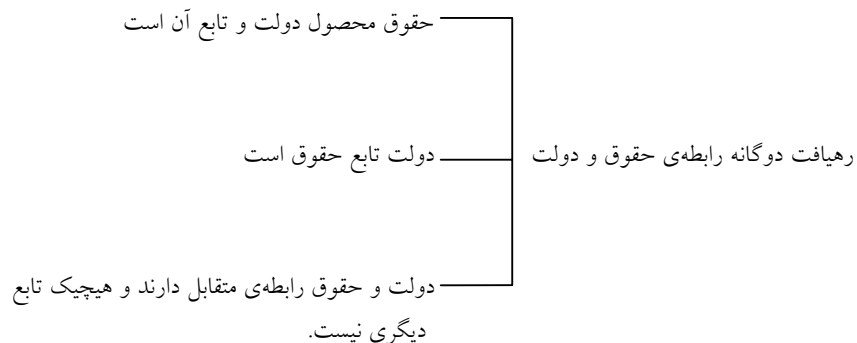 حقوق محصول دولت و تابع آن است
رهیافت دوگانه رابطه‌ی حقوق و دولت
دولت تابع حقوق است
دولت و حقوق رابطه‌ی متقابل دارند و هیچیک تابع
دیگری نیست.